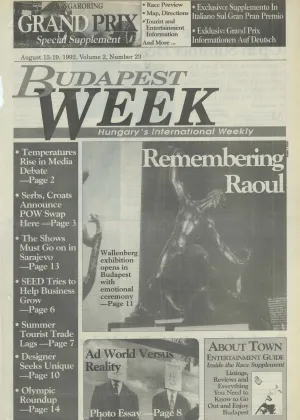 HUNGARORING
GRAND PRIX
Special Supplement
• Race Preview
• Map, Directions
• Tourist and
Entertainment
Information
And More ...
• Exclusivo Supplemento In
Italiano Sul Gran Pran Premio
• Exklusiv: Grand Prix
Informationen Auf Deutsch
August 13-19, 1992, Volume 2, Number 23
BUDAPEST
WEEK
Hungary's International Weekly
• Temperatures
Rise in Media
Debate
—Page 2
• Serbs, Croats
Announce
POW Swap
Here —Page 3
• The Shows
Must Go on in
Sarajevo
—Page 13
• SEED Tries to
Help Business
Grow
—Page 6
• Summer
Tourist Trade
Lags —Page 7
• Designer
Seeks Unique
—Page 10
• Olympic
Roundup
—Page 14
Remembering
Raoul
Wallenberg
exhibition
opens in
Budapest
with
emotional
ceremony
—Page 11
Ad World Versus
Reality
Photo Essay —Page 8
ABOUT TOWN
ENTERTAINMENT GUIDE
Inside the Race Supplement
Listings,
Reviews and
Everything
You Need to
Know to Go
Out and Enjoy
Budapest